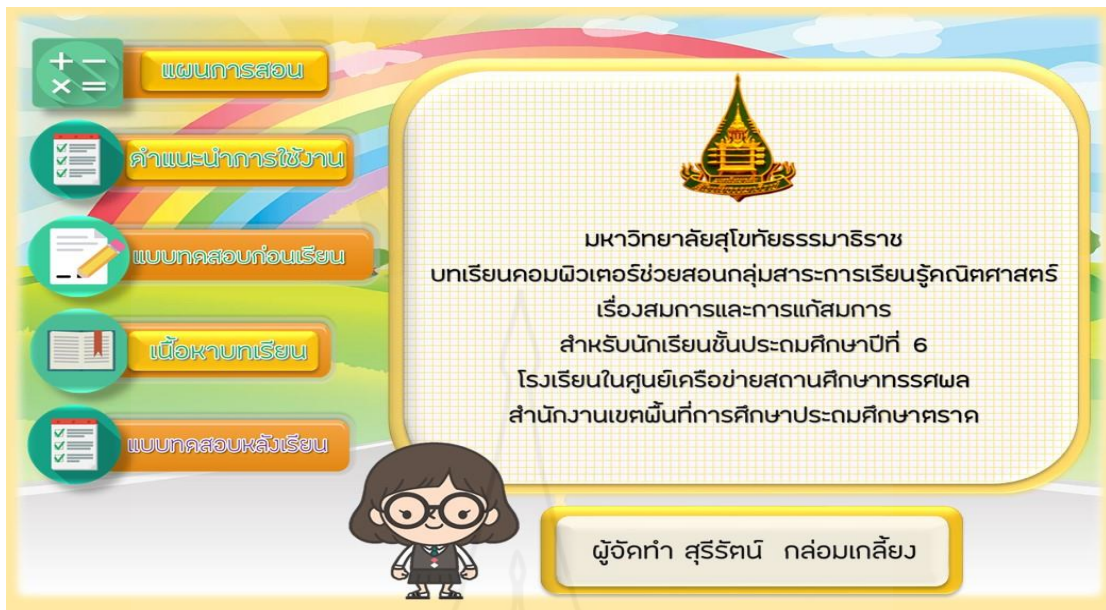 แผนการสอน
คำแนะนำการใช้งาน
แบบทดสอบก่อนเรียน
เนื้อหาบทเรียน
แบบทดสอบหลังเรียน
มหาวิทยาลัยสุโขทัยธรรมาธิราช
บทเรียนคอมพิวเตอร์ช่วยสอนกลุ่มสาระการเรียนรู้คณิตศาสตร์
เรื่องสมการและการแก้สมการ
สำหรับนักเรียนชั้นประถมศึกษาปีที่ 6
โรงเรียนในศูนย์เครือข่ายสถานศึกษาทรรศผล
สำนักงานเขตพื้นที่การศึกษาประถมศึกษาตราด
ผู้จัดทำ สุรีรัตน์ กล่อมเกลี้ยง